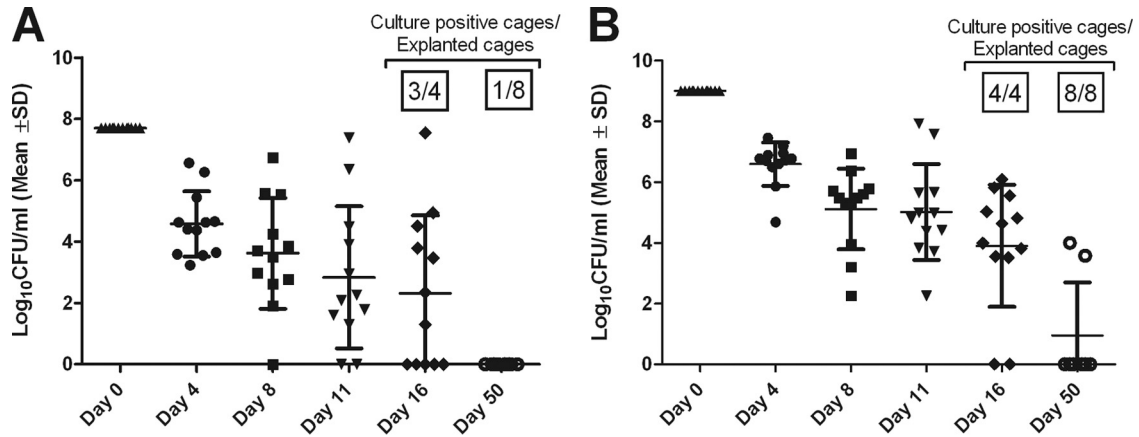 A
Culture positive cages/
Explanted cages
3/4
1/8
Log10CFU/ml (Mean ±SD)
10
8
6
4
2
0
Day 0
Day 4
Day 8
Day 11
Day 16
Day 50
B
Culture positive cages/
Explanted cages
4/4
8/8
Log10CFU/ml (Mean ± SD)
10
8
6
4
2
0
Day 0
Day 4
Day 8
Day 11
Day 16
Day 50